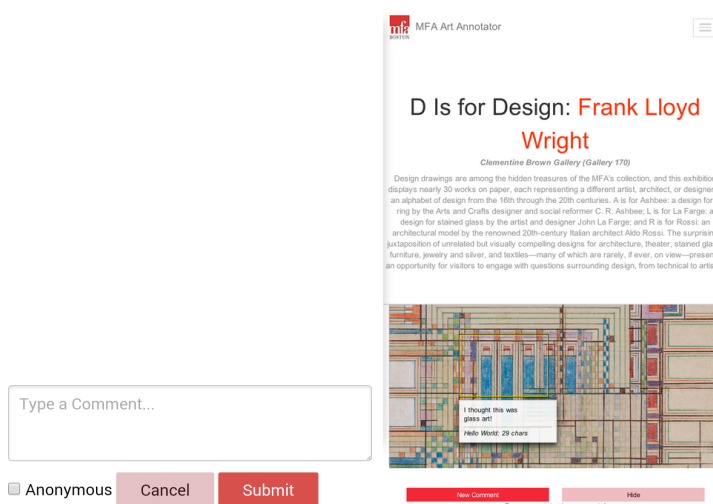 Type a Comment...
Anonymous
Cancel
Submit
mfa
BOSTON
MFA Art Annotator
D Is for Design: Frank Lloyd
Wright
Clementine Brown Gallery (Gallery 170)
Design drawings are among the hidden treasures of the MFA's collection, and this exhibition
displays nearly 30 works on paper, each representing a different artist, architect, or designer
an alphabet of design from the 16th through the 20th centuries. A is for Ashbee: a design for
ring by the Arts and Crafts designer and social reformer C. R. Ashbee; L is for La Farge: a
design for stained glass by the artist and designer John La Farge; and R is for Rossi: an
architectural model by the renowned 20th-century Italian architect Aldo Rossi. The surprisin
juxtaposition of unrelated but visually compelling designs for architecture, theater, stained gla
furniture, jewelry and silver, and textiles—many of which are rarely, if ever, on view—presen
an opportunity for visitors to engage with questions surrounding design, from technical to artis
I thought this was
glass art!
Hello World: 29 chars
New Comment
Hide